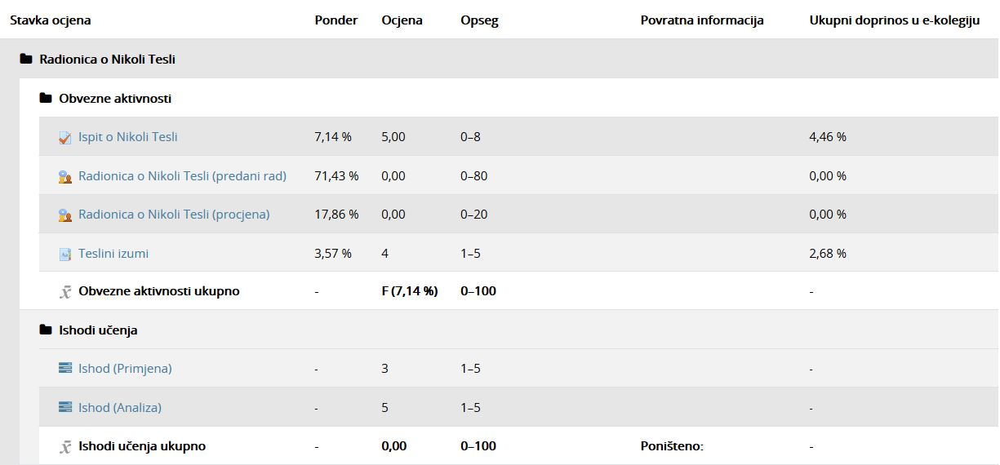 Stavka ocjena Ponder Ocjena Opseg Povratna informacija Ukupni doprinos u e-kolegiju
Radionica o Nikoli Tesli
Obvezne aktivnosti
Ispit o Nikoli Tesli 7,14 % 5,00 0–8 4,46 %
Radionica o Nikoli Tesli (predani rad) 71,43 % 0,00 0–80 0,00 %
Radionica o Nikoli Tesli (procjena) 17,86 % 0,00 0–20 0,00 %
Teslini izumi 3,57 % 4 1–5 2,68 %
Obvezne aktivnosti ukupno - F (7,14 %) 0–100 -
Ishodi učenja
Ishod (Primjena) - 3 1–5 -
Ishod (Analiza) - 5 1–5 -
Ishodi učenja ukupno - 0,00 0–100 Poništeno: -